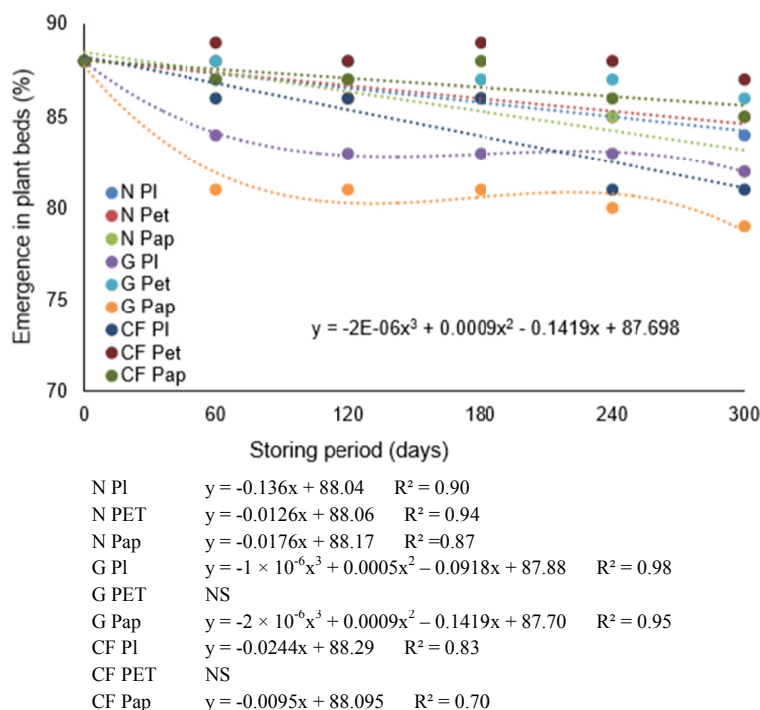 Emergence in plant beds (%)
90
85
80
75
70
N Pl
N Pet
N Pap
G Pl
G Pet
G Pap
CF Pl
CF Pet
CF Pap
y = -2E-06x³ + 0.0009x² - 0.1419x + 87.698
0 60 120 180 240 300
Storing period (days)
N Pl y = -0.136x + 88.04 R² = 0.90
N PET y = -0.0126x + 88.06 R² = 0.94
N Pap y = -0.0176x + 88.17 R² =0.87
G Pl y = -1 × 10⁻⁶x³ + 0.0005x² – 0.0918x + 87.88 R² = 0.98
G PET NS
G Pap y = -2 × 10⁻⁶x³ + 0.0009x² – 0.1419x + 87.70 R² = 0.95
CF Pl y = -0.0244x + 88.29 R² = 0.83
CF PET NS
CF Pap y = -0.0095x + 88.095 R² = 0.70